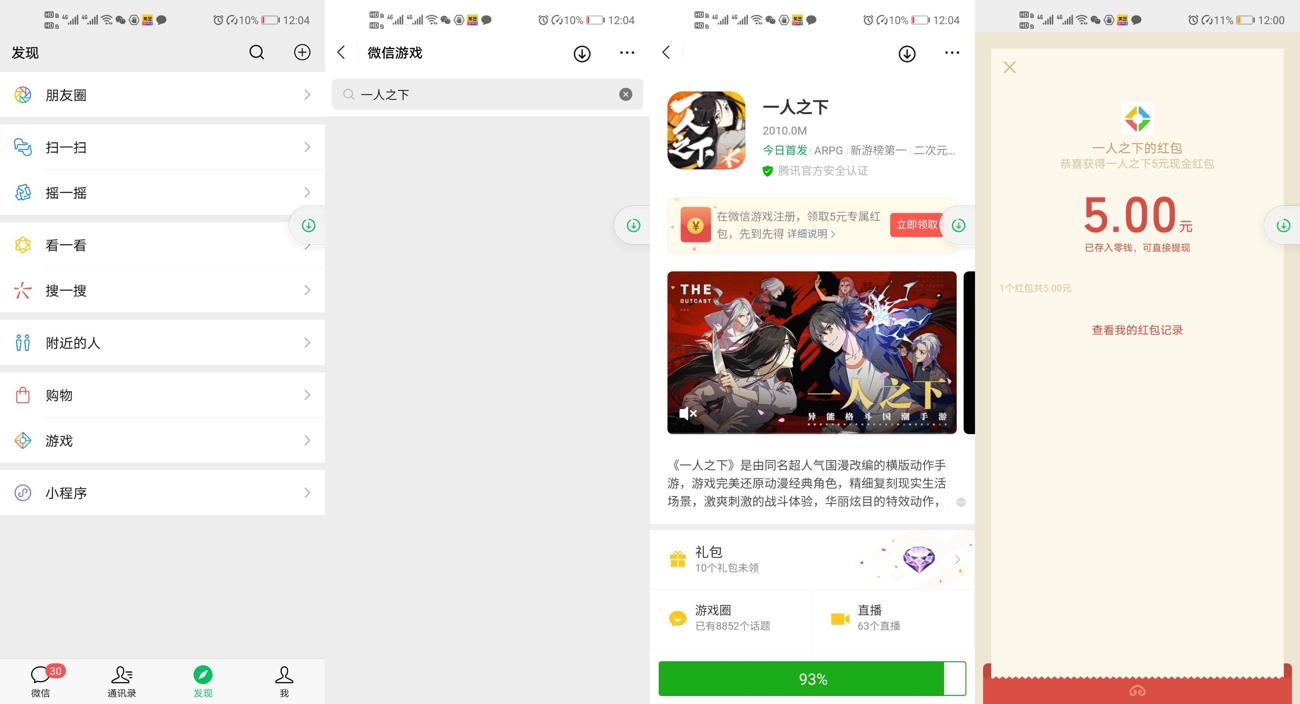 10%
12:04
发现
朋友圈
扫一扫
摇一摇
看一看
搜一搜
附近的人
购物
游戏
小程序
30
微信
通讯录
发现
我
10%
12:04
微信游戏
一人之下
10%
12:04
一人之下
一人之下
2010.0M
今日首发 ARPG 新游榜第一 二次元...
腾讯官方安全认证
在微信游戏注册，领取5元专属红
包，先到先得 详细说明
立即领取
THE
OUTCAST
一人之下
异能格斗国潮手游
《一人之下》是由同名超人气国漫改编的横版动作手
游，游戏完美还原动漫经典角色，精细复刻现实生活
场景，激爽刺激的战斗体验，华丽炫目的特效动作，
礼包
10个礼包未领
游戏圈
已有8852个话题
直播
63个直播
93%
11%
12:00
一人之下的红包
恭喜获得一人之下5元现金红包
5.00元
已存入零钱，可直接提现
1个红包共5.00元
查看我的红包记录